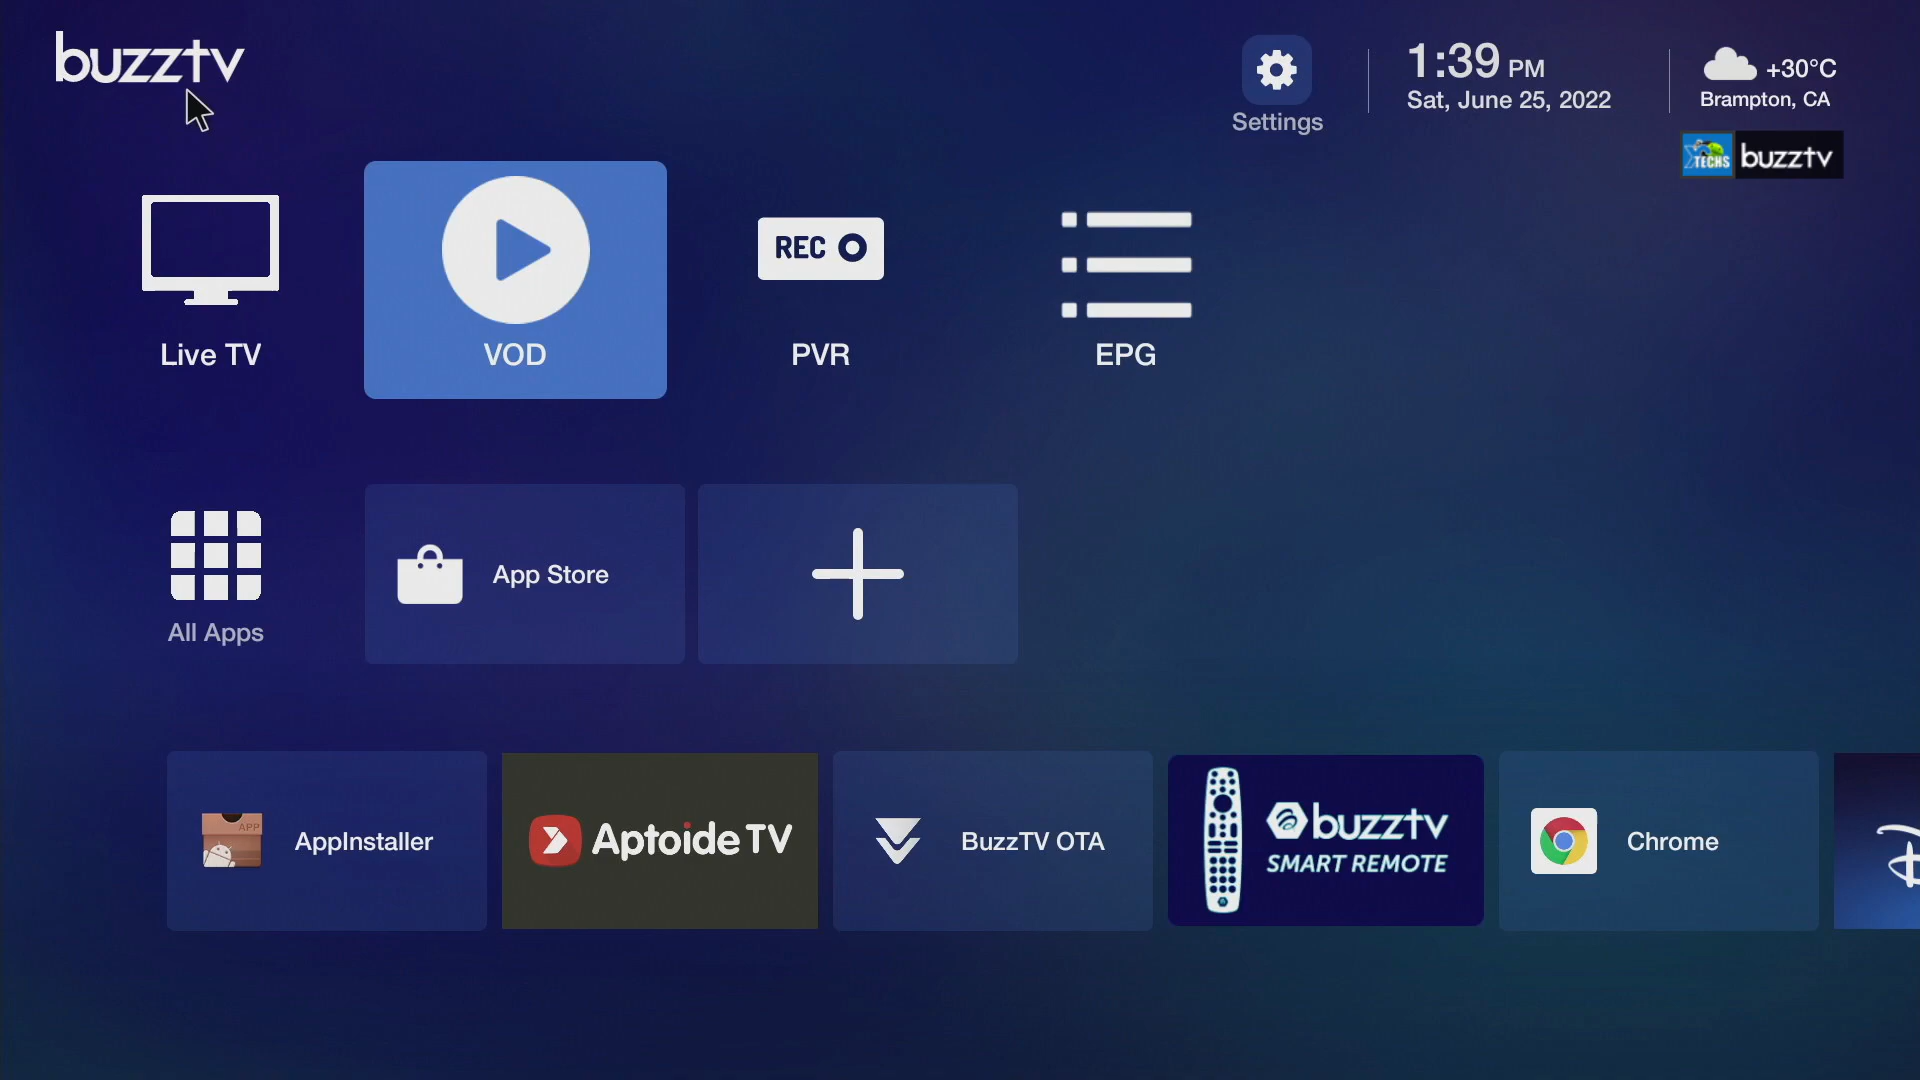 buzztv
Settings
1:39 PM
Sat, June 25, 2022
+30°C
Brampton, CA
XTECHS buzztv
Live TV
VOD
REC
PVR
EPG
All Apps
App Store
APP
AppInstaller
Aptoide TV
BuzzTV OTA
buzztv
SMART REMOTE
Chrome